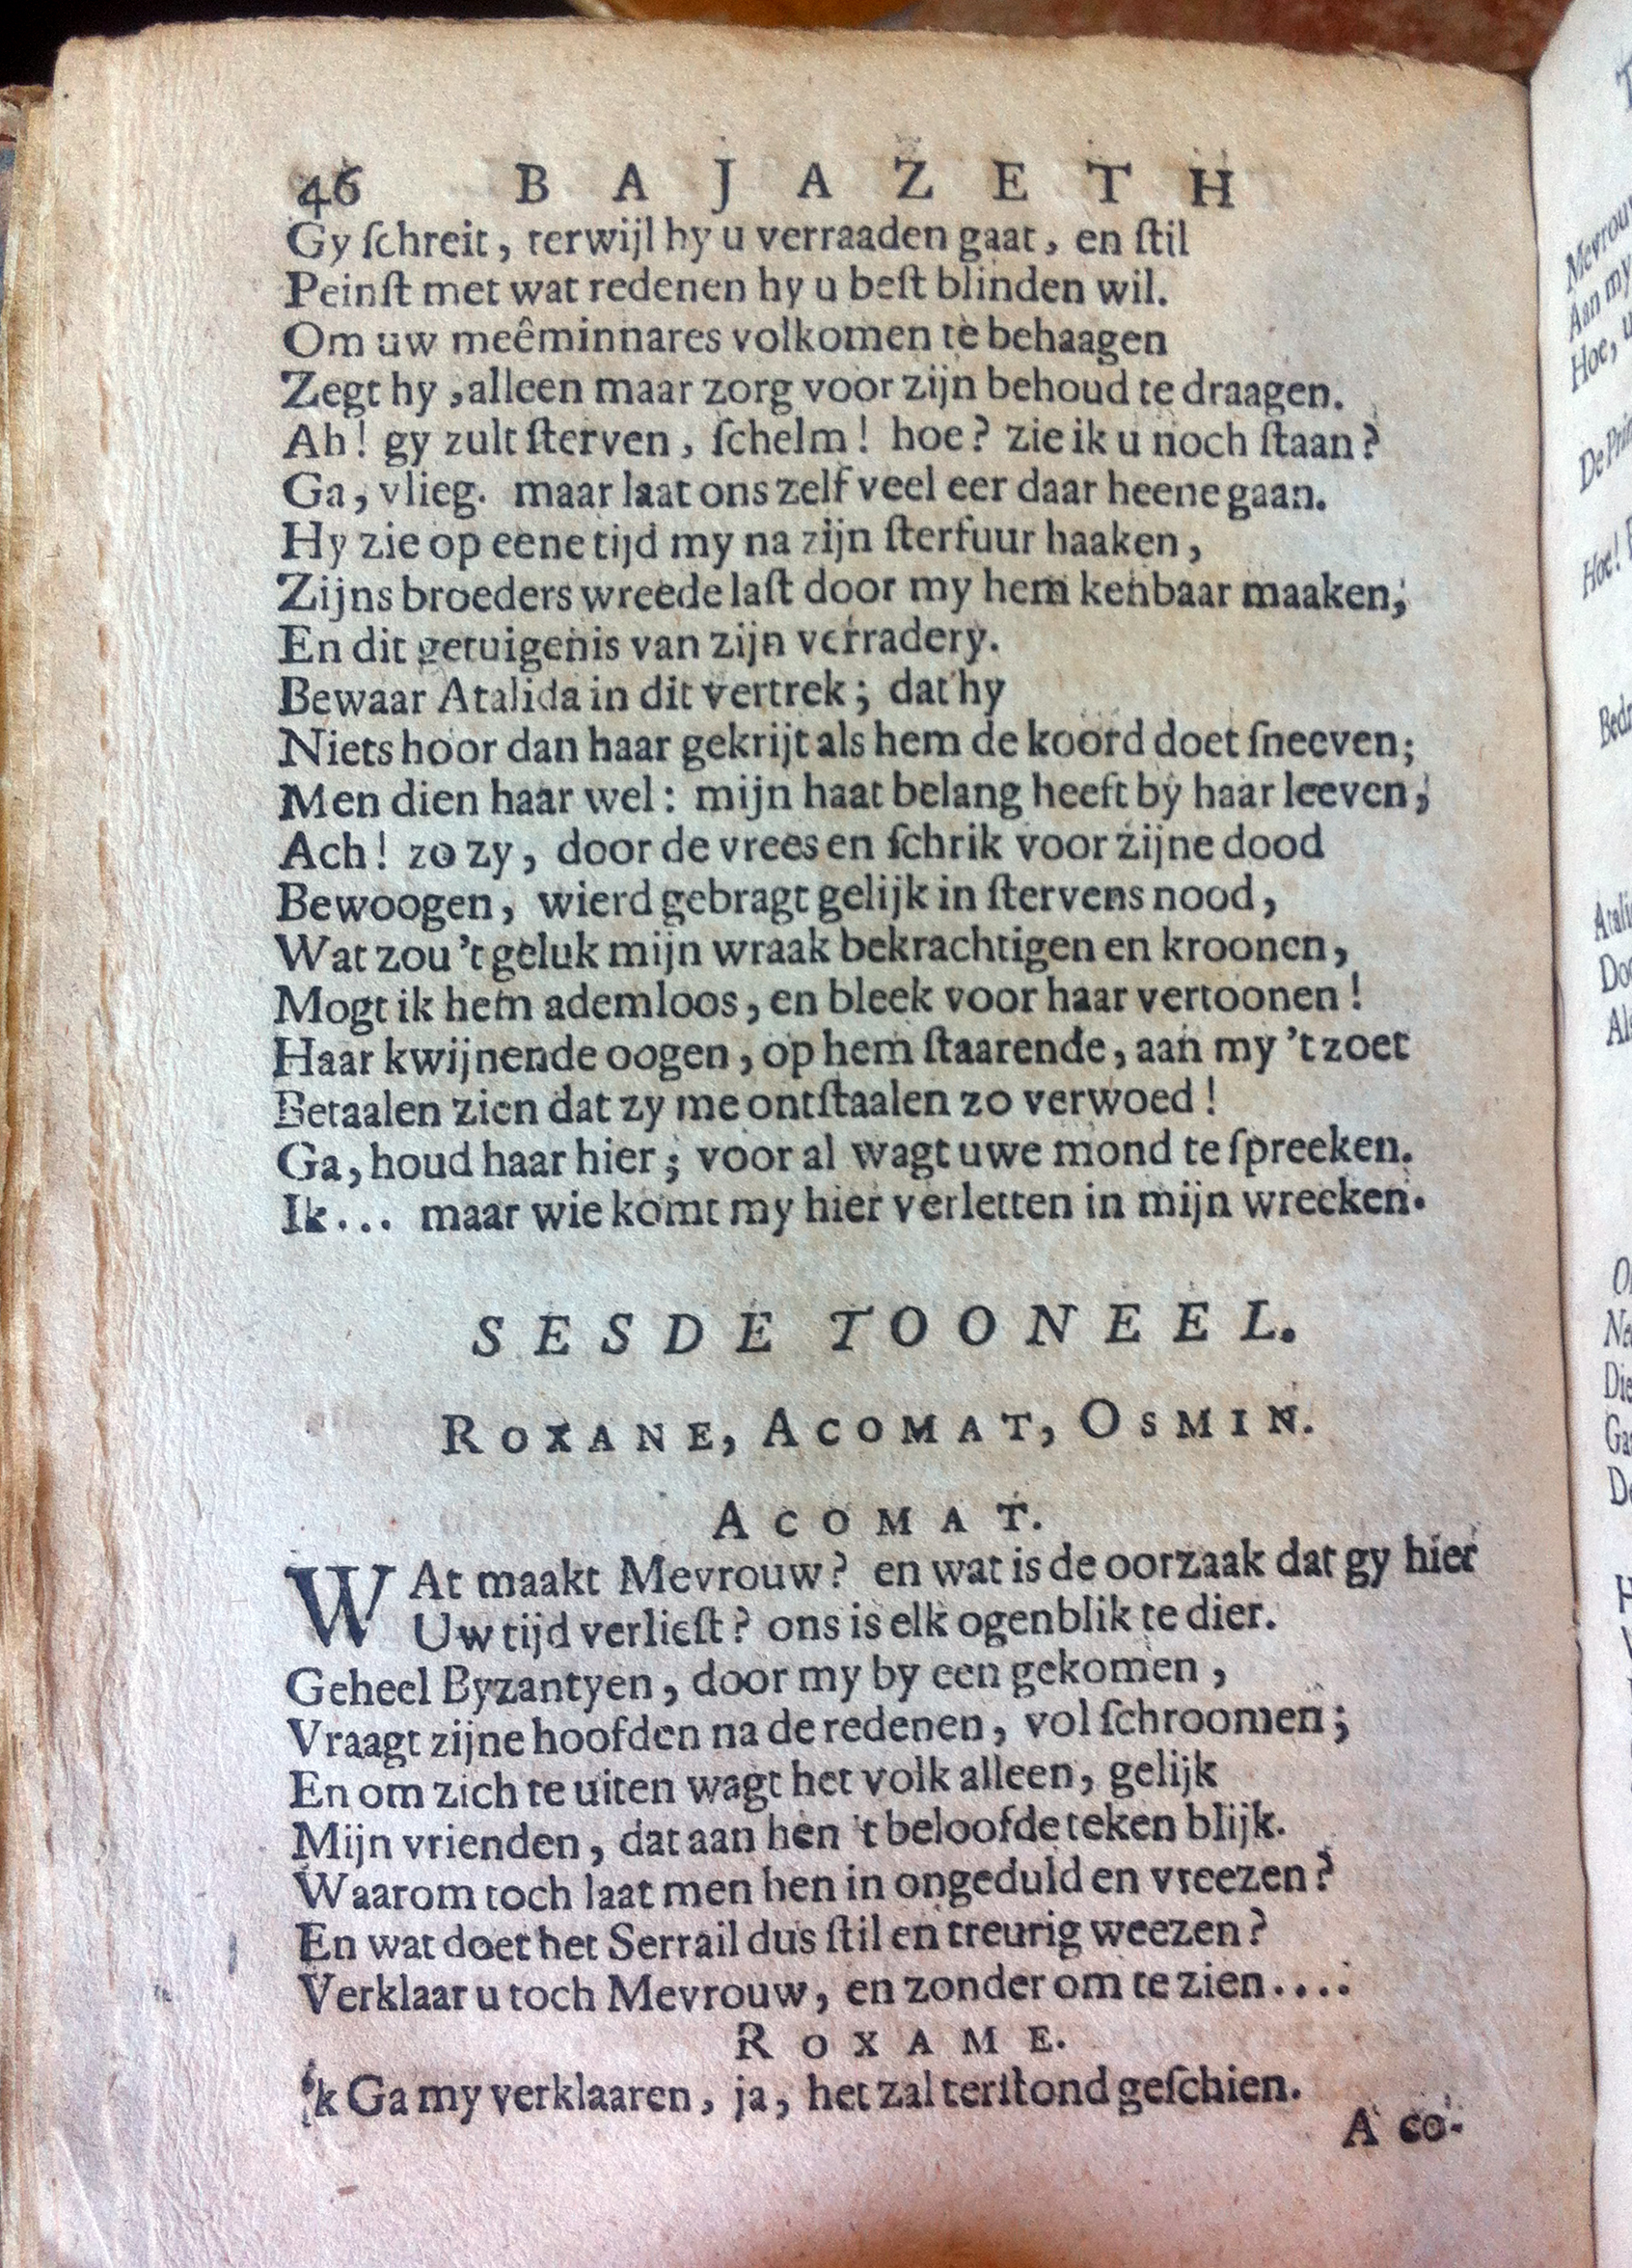 46 BAJAZETH
Gy ſchreit, terwijl hy u verraaden gaat, en ſtil
Peinſt met wat redenen hy u beſt blinden wil.
Om uw meêminnares volkomen te behaagen
Zegt hy, alleen maar zorg voor zijn behoud te draagen.
Ah! gy zult ſterven, ſchelm! hoe? zie ik u noch ſtaan?
Ga, vlieg. maar laat ons zelf veel eer daar heene gaan.
Hy zie op eene tijd my na zijn ſterfuur haaken,
Zijns broeders wreede laſt door my hem kenbaar maaken;
En dit getuigenis van zijn verradery.
Bewaar Atalida in dit vertrek; dat hy
Niets hoor dan haar gekrijt als hem de koord doet ſneeven;
Men dien haar wel: mijn haat belang heeft by haar leeven;
Ach! zo zy, door de vrees en ſchrik voor zijne dood
Bewoogen, wierd gebragt gelijk in ſtervens nood,
Wat zou 't geluk mijn wraak bekrachtigen en kroonen,
Mogt ik hem ademloos, en bleek voor haar vertoonen!
Haar kwijnende oogen, op hem ſtaarende, aan my 't zoet
Betaalen zien dat zy me ontſtaalen zo verwoed!
Ga, houd haar hier; voor al wagt uwe mond te ſpreeken.
Ik... maar wie komt my hier verletten in mijn wreeken.
SESDE TOONEEL.
ROXANE, ACOMAT, OSMIN.
ACOMAT.
WAt maakt Mevrouw? en wat is de oorzaak dat gy hier
Uw tijd verlieſt? ons is elk ogenblik te dier.
Geheel Byzantyen, door my by een gekomen,
Vraagt zijne hoofden na de redenen, vol ſchroomen;
En om zich te uiten wagt het volk alleen, gelijk
Mijn vrienden, dat aan hen 't beloofde teken blijk.
Waarom toch laat men hen in ongeduld en vreezen?
En wat doet het Serrail dus ſtil en treurig weezen?
Verklaar u toch Mevrouw, en zonder om te zien....
ROXAME.
'k Ga my verklaaren, ja, het zal terſtond geſchien.
A co-
Mevrouw
Aan my
Hoe,
Hoe!